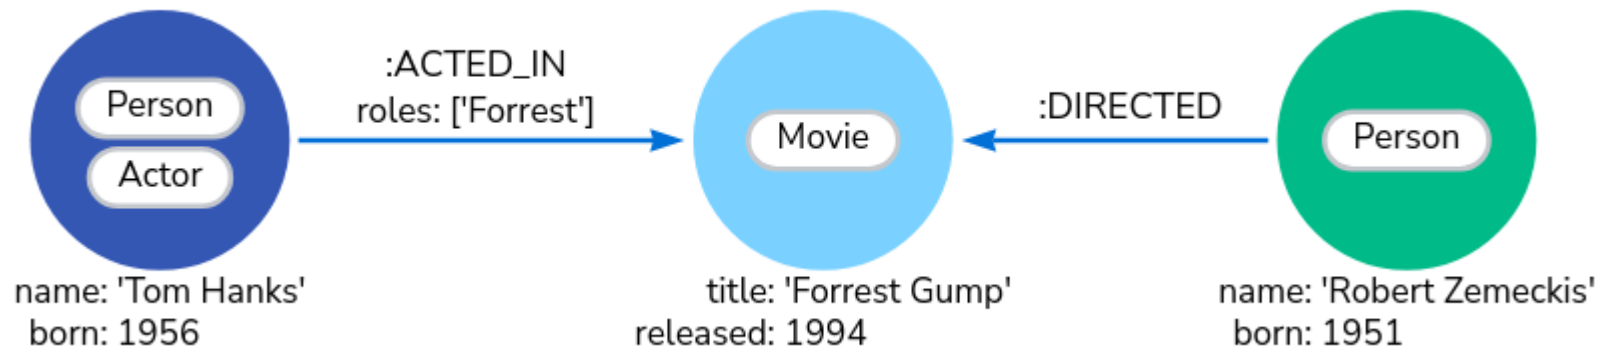 Person
Actor
name: 'Tom Hanks'
born: 1956
:ACTED_IN
roles: ['Forrest']
Movie
title: 'Forrest Gump'
released: 1994
:DIRECTED
Person
name: 'Robert Zemeckis'
born: 1951